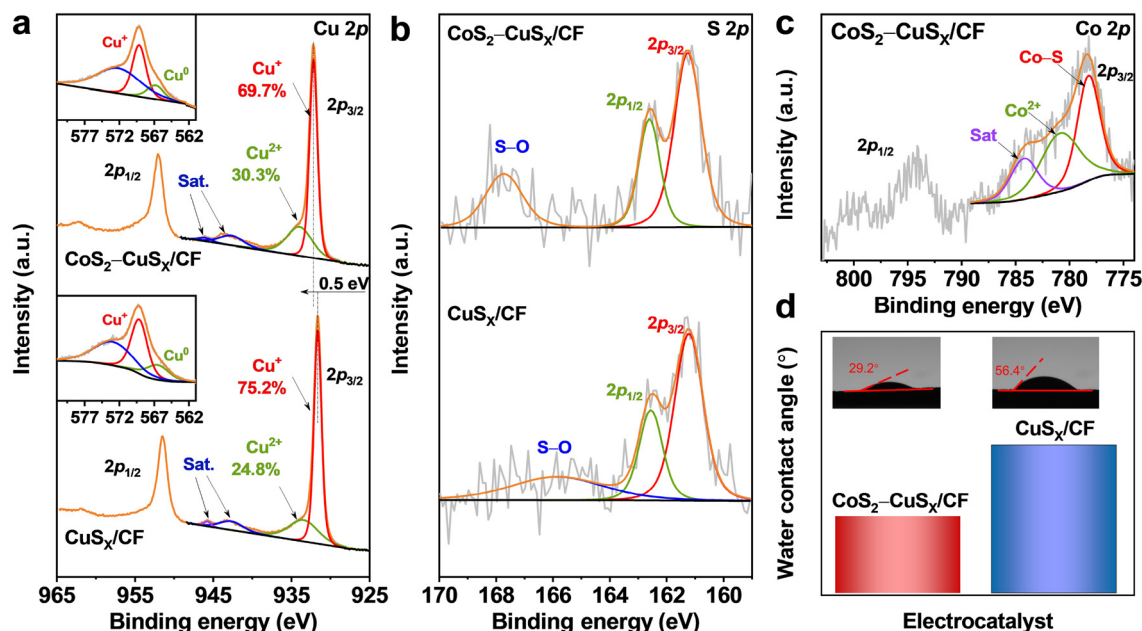 a
Cu 2p
Cu⁺
Cu⁰
577 572 567 562
Cu⁺
69.7%
2p3/2
Cu²⁺
30.3%
2p1/2
Sat.
CoS2–CuSX/CF
0.5 eV
Cu⁺
Cu⁰
577 572 567 562
Cu⁺
75.2%
2p3/2
Cu²⁺
24.8%
2p1/2
Sat.
CuSX/CF
965 955 945 935 925
Binding energy (eV)
Intensity (a.u.)
b
CoS2–CuSX/CF
S 2p
2p3/2
2p1/2
S–O
CuSX/CF
2p3/2
2p1/2
S–O
170 168 166 164 162 160
Binding energy (eV)
Intensity (a.u.)
c
CoS2–CuSX/CF
Co 2p
Co–S
2p3/2
Co²⁺
Sat
2p1/2
800 790 785 780 775
Binding energy (eV)
Intensity (a.u.)
d
29.2°
56.4°
CuSX/CF
CoS2–CuSX/CF
Water contact angle (°)
Electrocatalyst